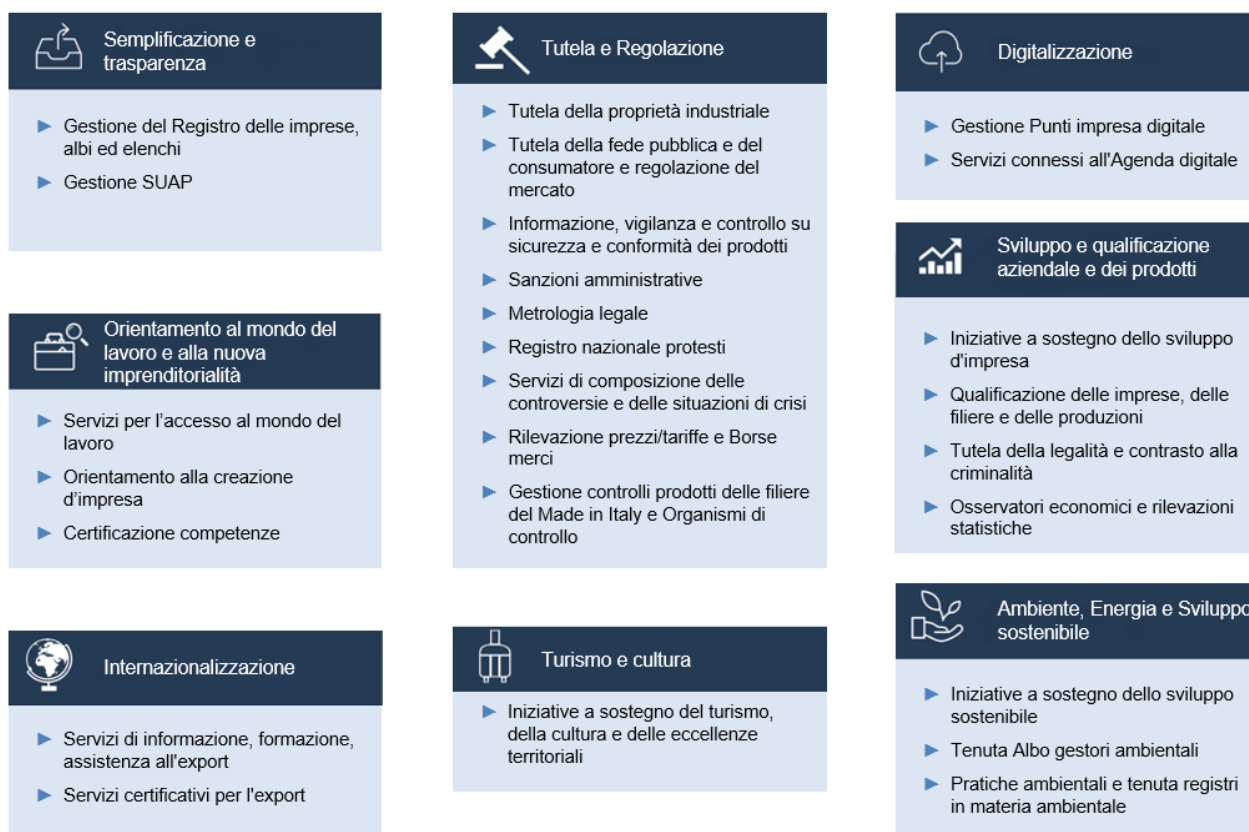 Semplificazione e
trasparenza
Gestione del Registro delle imprese,
albi ed elenchi
Gestione SUAP
Orientamento al mondo del
lavoro e alla nuova
imprenditorialità
Servizi per l’accesso al mondo del
lavoro
Orientamento alla creazione
d’impresa
Certificazione competenze
Internazionalizzazione
Servizi di informazione, formazione,
assistenza all'export
Servizi certificativi per l'export
Tutela e Regolazione
Tutela della proprietà industriale
Tutela della fede pubblica e del
consumatore e regolazione del
mercato
Informazione, vigilanza e controllo su
sicurezza e conformità dei prodotti
Sanzioni amministrative
Metrologia legale
Registro nazionale protesti
Servizi di composizione delle
controversie e delle situazioni di crisi
Rilevazione prezzi/tariffe e Borse
merci
Gestione controlli prodotti delle filiere
del Made in Italy e Organismi di
controllo
Turismo e cultura
Iniziative a sostegno del turismo,
della cultura e delle eccellenze
territoriali
Digitalizzazione
Gestione Punti impresa digitale
Servizi connessi all'Agenda digitale
Sviluppo e qualificazione
aziendale e dei prodotti
Iniziative a sostegno dello sviluppo
d'impresa
Qualificazione delle imprese, delle
filiere e delle produzioni
Tutela della legalità e contrasto alla
criminalità
Osservatori economici e rilevazioni
statistiche
Ambiente, Energia e Sviluppo
sostenibile
Iniziative a sostegno dello sviluppo
sostenibile
Tenuta Albo gestori ambientali
Pratiche ambientali e tenuta registri
in materia ambientale